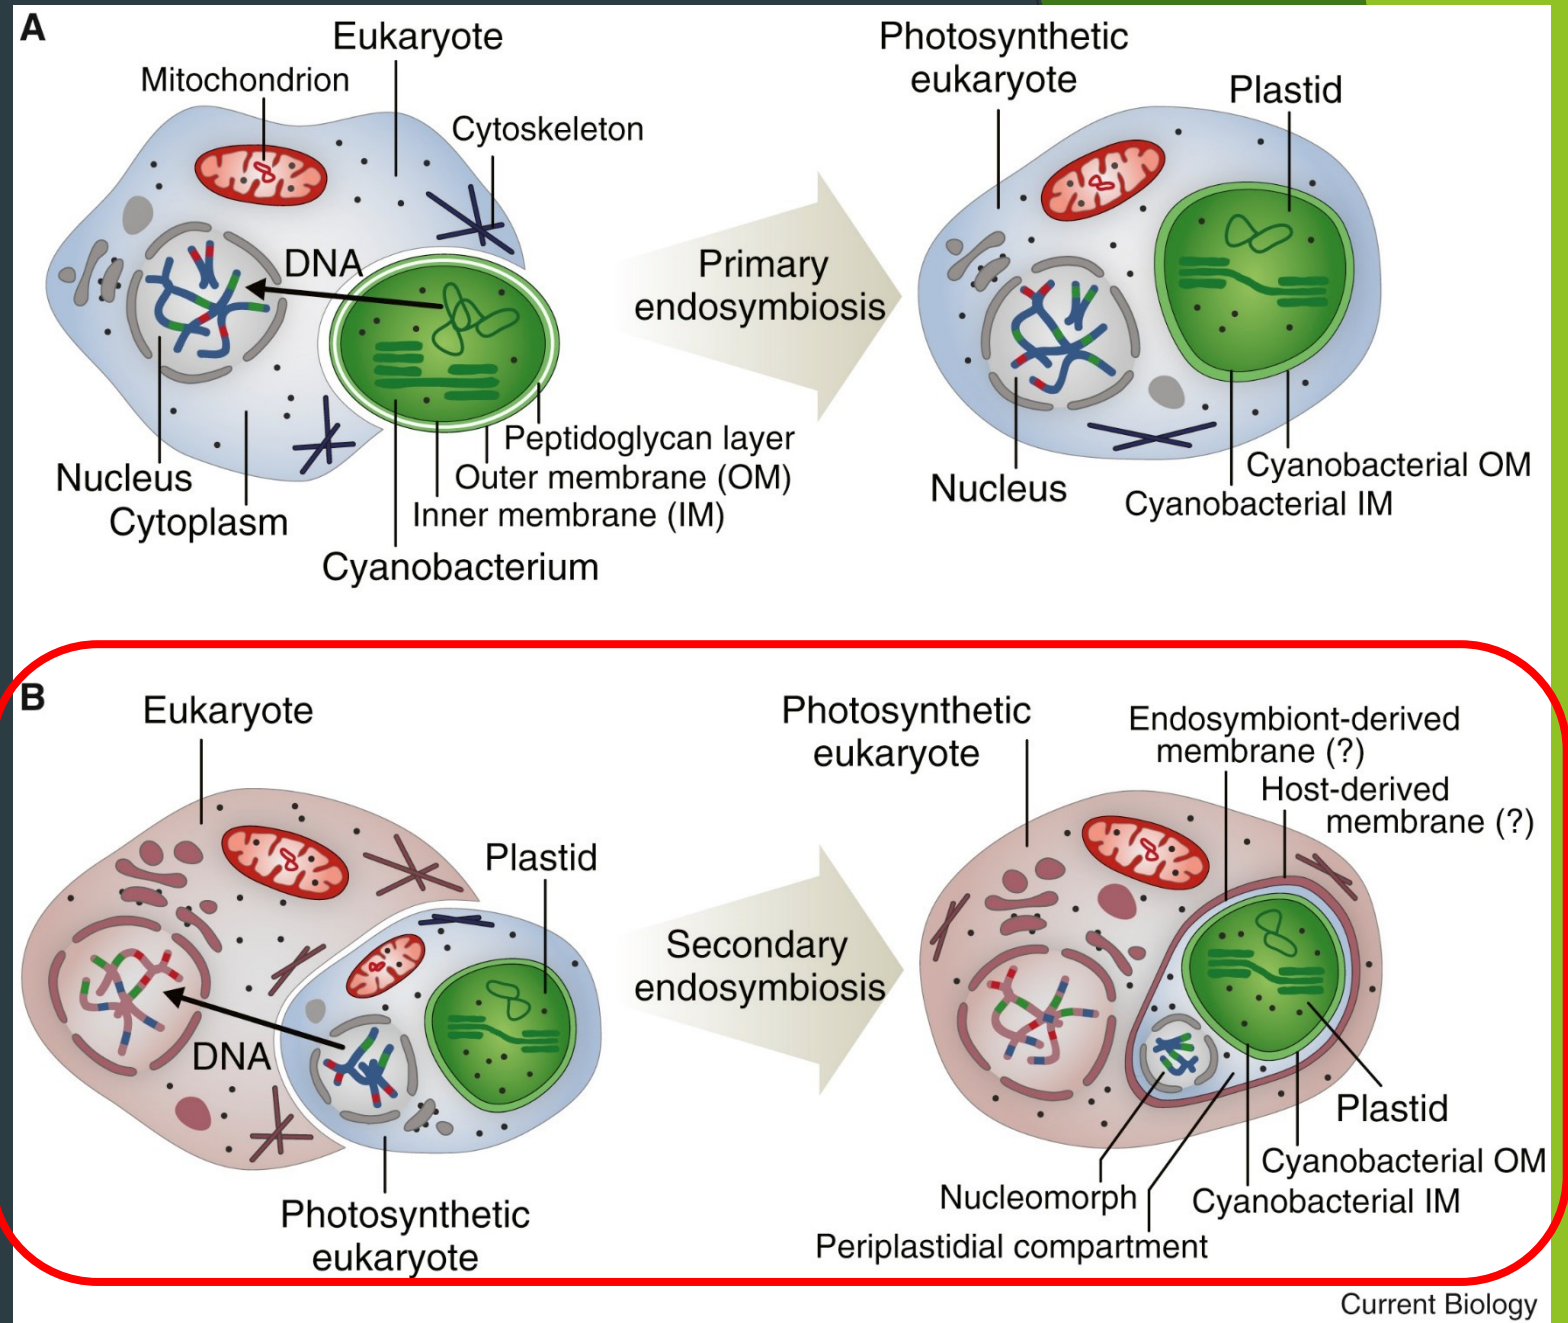 A
Eukaryote
Mitochondrion
Cytoskeleton
DNA
Peptidoglycan layer
Outer membrane (OM)
Inner membrane (IM)
Nucleus
Cytoplasm
Cyanobacterium
Primary
endosymbiosis
Photosynthetic
eukaryote
Plastid
Cyanobacterial OM
Nucleus
Cyanobacterial IM
B
Eukaryote
Plastid
DNA
Photosynthetic
eukaryote
Secondary
endosymbiosis
Photosynthetic
eukaryote
Endosymbiont-derived
membrane (?)
Host-derived
membrane (?)
Plastid
Cyanobacterial OM
Nucleomorph
Cyanobacterial IM
Periplastidial compartment
Current Biology